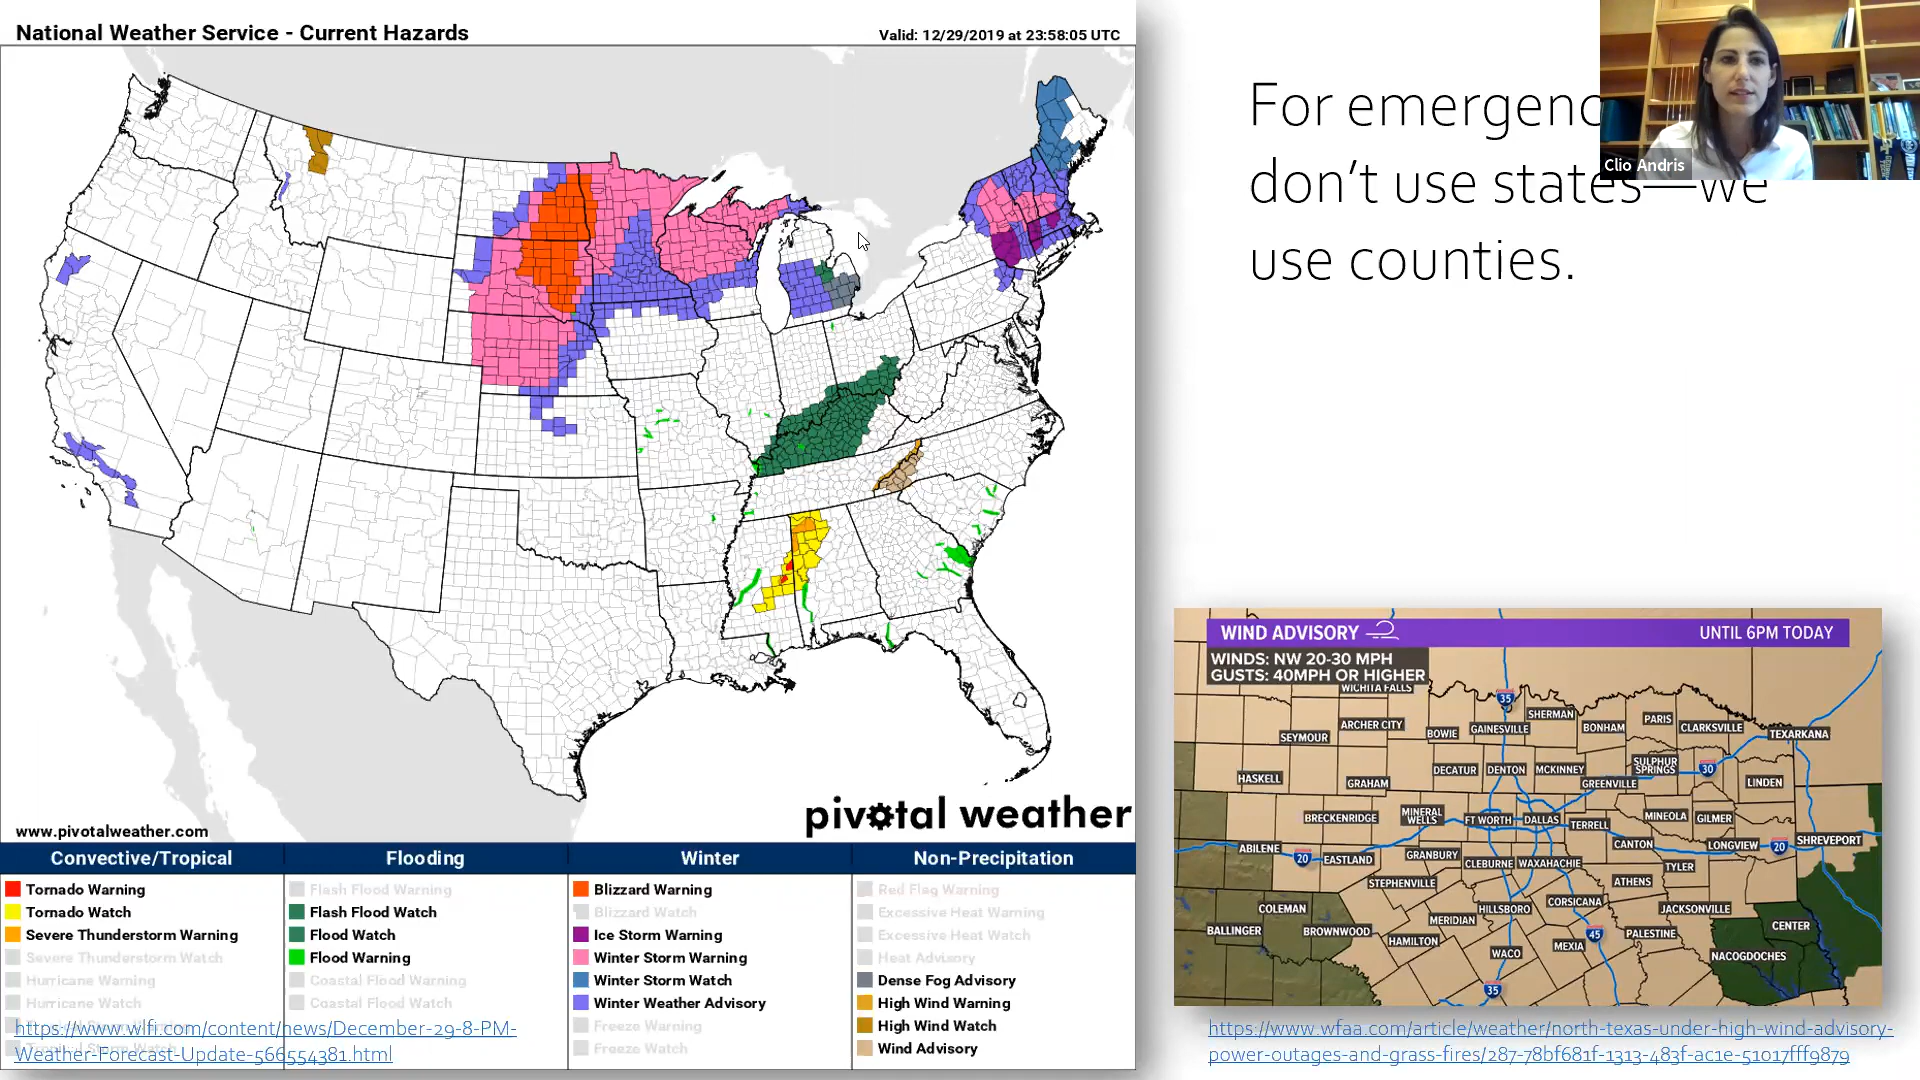 National Weather Service - Current Hazards
Valid: 12/29/2019 at 23:58:05 UTC
www.pivotalweather.com
pivotal weather
Convective/Tropical
Tornado Warning
Tornado Watch
Severe Thunderstorm Warning
Severe Thunderstorm Watch
Hurricane Warning
Hurricane Watch
Flooding
Flash Flood Warning
Flash Flood Watch
Flood Watch
Flood Warning
Coastal Flood Warning
Coastal Flood Watch
Winter
Blizzard Warning
Blizzard Watch
Ice Storm Warning
Winter Storm Warning
Winter Storm Watch
Winter Weather Advisory
Freeze Warning
Freeze Watch
Non-Precipitation
Red Flag Warning
Excessive Heat Warning
Excessive Heat Watch
Heat Advisory
Dense Fog Advisory
High Wind Warning
High Wind Watch
Wind Advisory
https://www.wlfi.com/content/news/December-29-8-PM-
Weather-Forecast-Update-566554381.html
For emergenc
don't use states—we
use counties.
Clio Andris
WIND ADVISORY
UNTIL 6PM TODAY
WINDS: NW 20-30 MPH
GUSTS: 40MPH OR HIGHER
WICHITA FALLS
35
SHERMAN
PARIS
ARCHER CITY
GAINESVILLE
BONHAM
CLARKSVILLE
SEYMOUR
BOWIE
TEXARKANA
HASKELL
GRAHAM
DECATUR
DENTON
MCKINNEY
SULPHUR
SPRINGS
30
GREENVILLE
LINDEN
BRECKENRIDGE
MINERAL
WELLS
FT WORTH
DALLAS
TERRELL
MINEOLA
GILMER
ABILENE
20
EASTLAND
GRANBURY
CLEBURNE
WAXAHACHIE
CANTON
LONGVIEW
20
SHREVEPORT
STEPHENVILLE
TYLER
ATHENS
COLEMAN
HILLSBORO
CORSICANA
JACKSONVILLE
BALLINGER
BROWNWOOD
MERIDIAN
CENTER
HAMILTON
WACO
MEXIA
45
PALESTINE
NACOGDOCHES
35
https://www.wfaa.com/article/weather/north-texas-under-high-wind-advisory-
power-outages-and-grass-fires/287-78bf681f-1313-483f-ac1e-51017fff9879